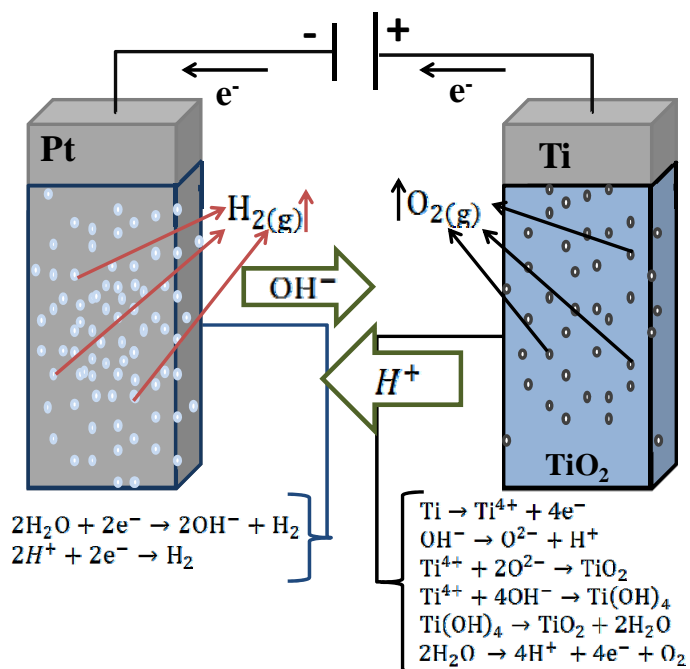 - +
e⁻ e⁻
Pt Ti
H₂(g)↑ ↑O₂(g)
OH⁻
H⁺
TiO₂
2H₂O + 2e⁻ → 2OH⁻ + H₂
2H⁺ + 2e⁻ → H₂
Ti → Ti⁴⁺ + 4e⁻
OH⁻ → O²⁻ + H⁺
Ti⁴⁺ + 2O²⁻ → TiO₂
Ti⁴⁺ + 4OH⁻ → Ti(OH)₄
Ti(OH)₄ → TiO₂ + 2H₂O
2H₂O → 4H⁺ + 4e⁻ + O₂